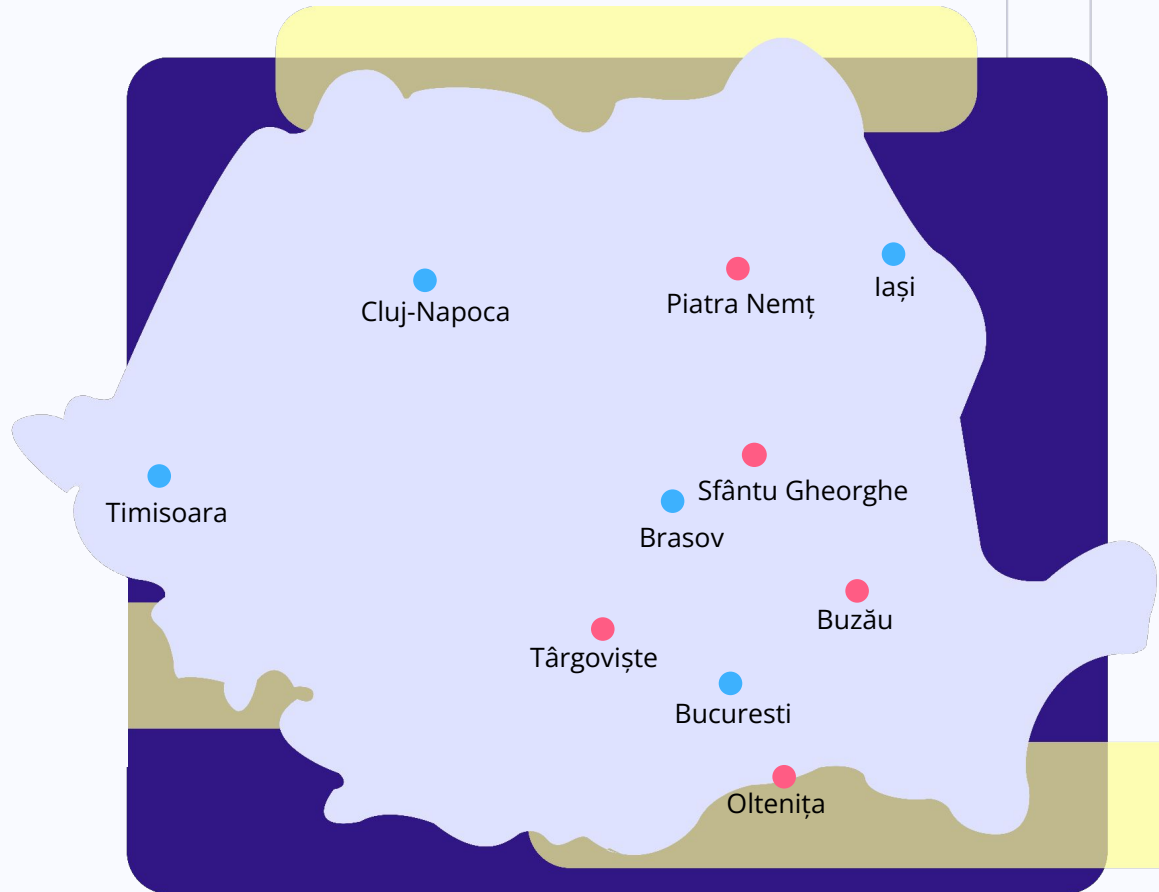 Iași
Piatra Nemț
Cluj-Napoca
Sfântu Gheorghe
Timisoara
Brasov
Buzău
Târgoviște
Bucuresti
Oltenița